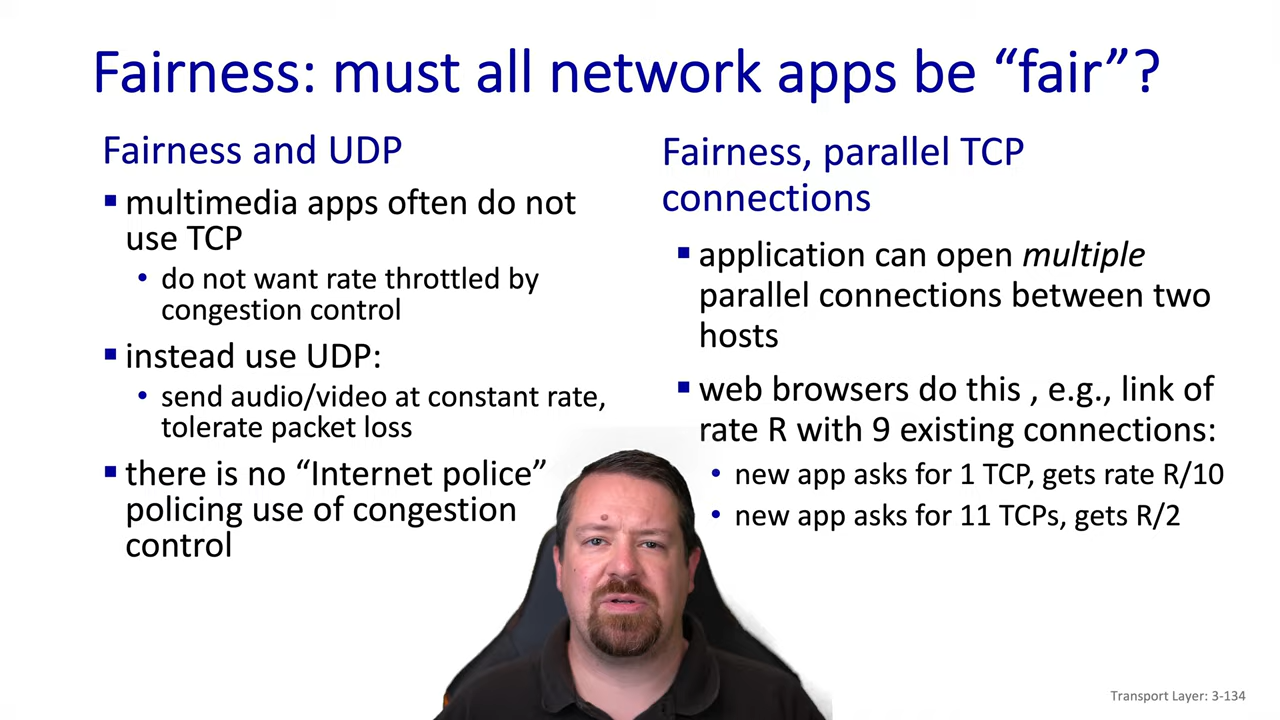 Fairness: must all network apps be “fair”?
Fairness and UDP
▪ multimedia apps often do not
use TCP
• do not want rate throttled by
congestion control
▪ instead use UDP:
• send audio/video at constant rate,
tolerate packet loss
▪ there is no “Internet police”
policing use of congestion
control
Fairness, parallel TCP
connections
▪ application can open multiple
parallel connections between two
hosts
▪ web browsers do this , e.g., link of
rate R with 9 existing connections:
• new app asks for 1 TCP, gets rate R/10
• new app asks for 11 TCPs, gets R/2
Transport Layer: 3-134